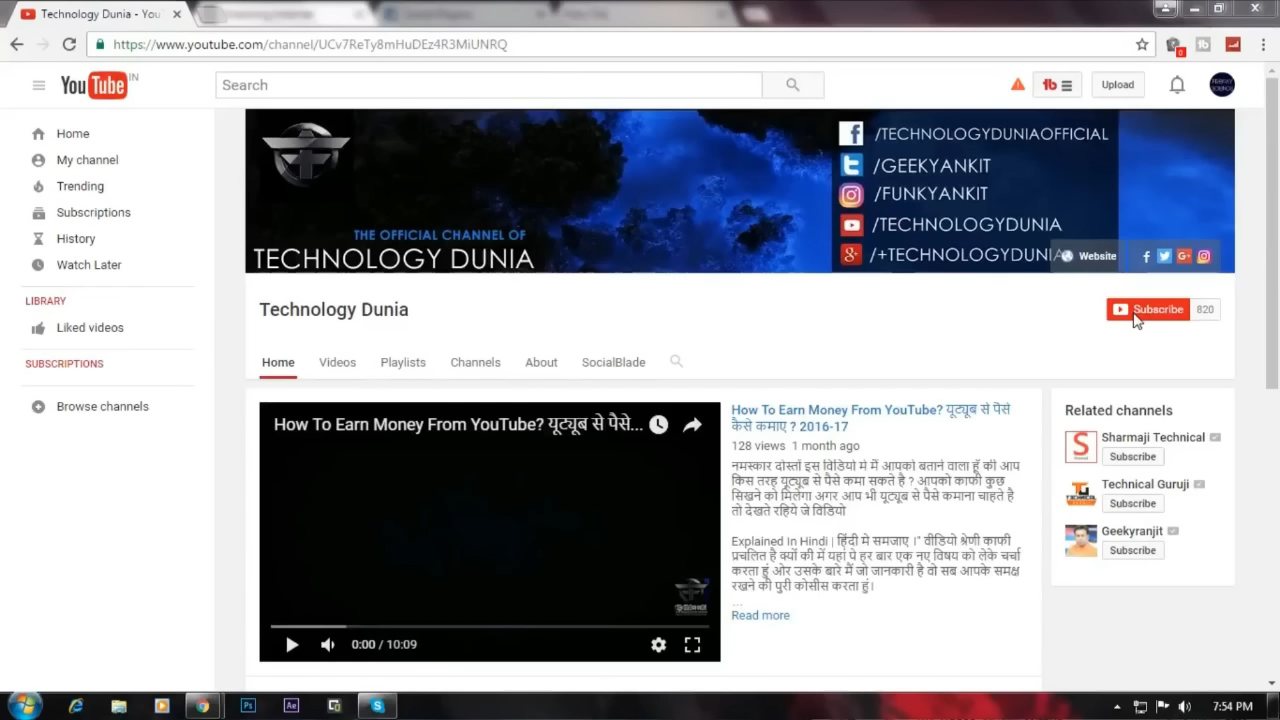 Technology Dunia - You
https://www.youtube.com/channel/UCv7ReTy8mHuDEz4R3MiUNRQ
0
YouTube IN
Search
Upload
Home
My channel
Trending
Subscriptions
History
Watch Later
LIBRARY
Liked videos
SUBSCRIPTIONS
Browse channels
/TECHNOLOGYDUNIAOFFICIAL
/GEEKYANKIT
/FUNKYANKIT
/TECHNOLOGYDUNIA
/+TECHNOLOGYDUNIA
Website
THE OFFICIAL CHANNEL OF
TECHNOLOGY DUNIA
Technology Dunia
Subscribe 820
Home Videos Playlists Channels About SocialBlade
How To Earn Money From YouTube? यूट्यूब से पैसे...
0:00 / 10:09
How To Earn Money From YouTube? यूट्यूब से पैसे
कैसे कमाए ? 2016-17
128 views 1 month ago
नमस्कार दोस्तों इस विडियो मे में आपको बताने वाला हूँ की आप
किस तरह यूट्यूब से पैसे कमा सकते है ? आपको काफी कुछ
सिखने को मिलेगा अगर आप भी यूट्यूब से पैसे कमाना चाहते है
तो देखते रहिये जे विडियो
Explained In Hindi | हिंदी मे समजाए ।" वीडियो श्रेणी काफी
प्रचलित है क्यों की में यहां पे हर बार एक नए विषय को लेके चर्चा
करता हूं ओर उसके बारे मैं जो जानकारी है वो सब आपके समक्ष
रखने की पुरी कोसीस करता हुं।
...
Read more
Related channels
Sharmaji Technical
Subscribe
Technical Guruji
Subscribe
Geekyranjit
Subscribe
Ps Ae
7:54 PM